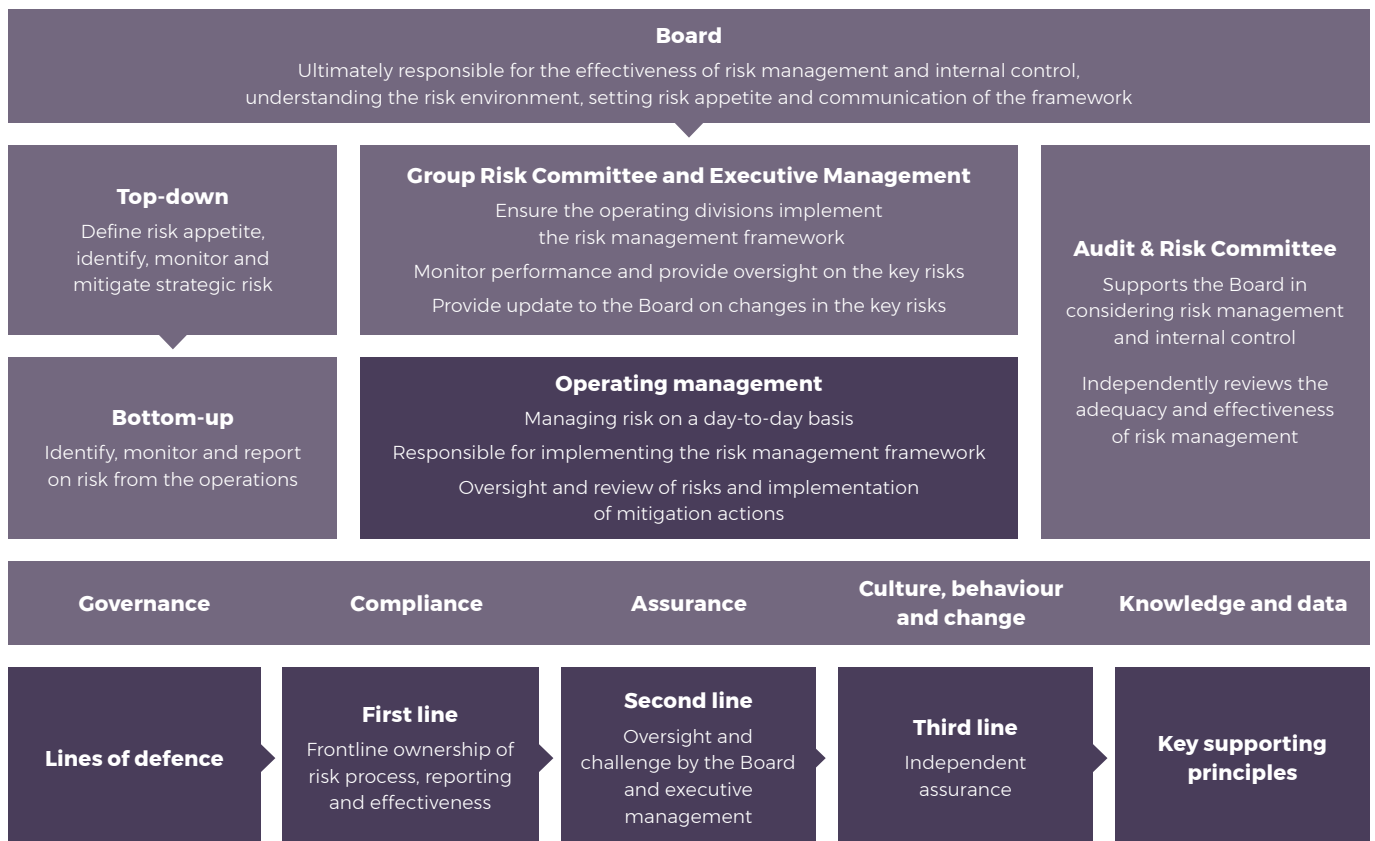 Board
Ultimately responsible for the effectiveness of risk management and internal control,
understanding the risk environment, setting risk appetite and communication of the framework
Top-down
Define risk appetite,
identify, monitor and
mitigate strategic risk
Group Risk Committee and Executive Management
Ensure the operating divisions implement
the risk management framework
Monitor performance and provide oversight on the key risks
Provide update to the Board on changes in the key risks
Audit & Risk Committee
Supports the Board in
considering risk management
and internal control
Independently reviews the
adequacy and effectiveness
of risk management
Bottom-up
Identify, monitor and report
on risk from the operations
Operating management
Managing risk on a day-to-day basis
Responsible for implementing the risk management framework
Oversight and review of risks and implementation
of mitigation actions
Governance
Compliance
Assurance
Culture, behaviour
and change
Knowledge and data
Lines of defence
First line
Frontline ownership of
risk process, reporting
and effectiveness
Second line
Oversight and
challenge by the Board
and executive
management
Third line
Independent
assurance
Key supporting
principles